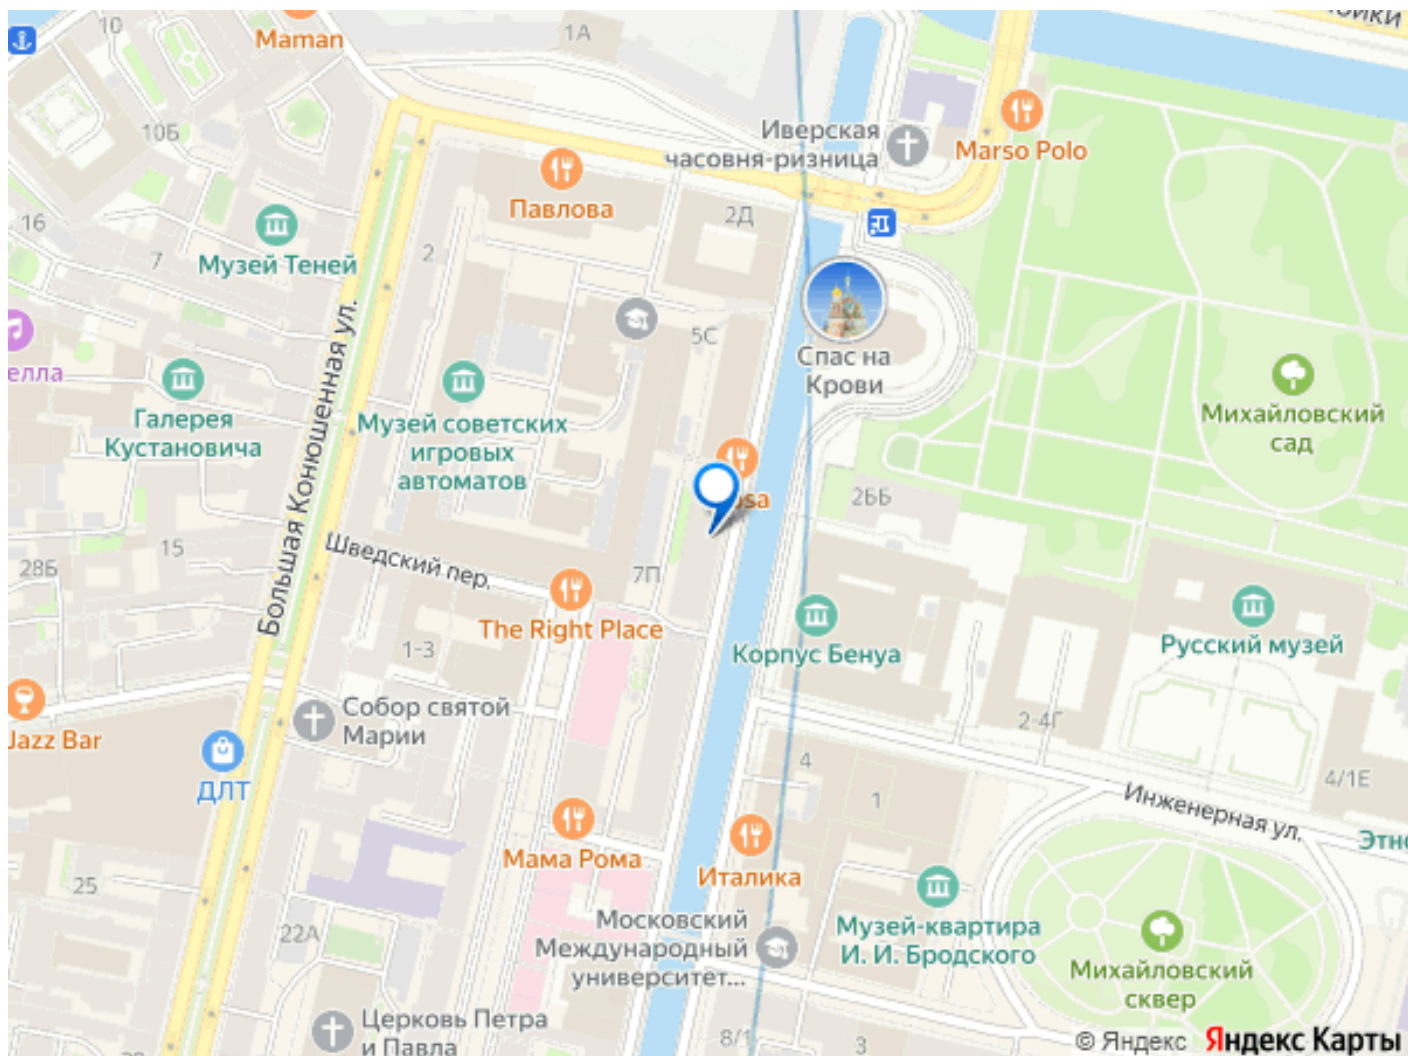 10
Maman
1А
ойки
10Б
Иверская
часовня-ризница
Marso Polo
Павлова
2Д
16
7
Музей Теней
2
5С
Спас на
Крови
елла
Галерея
Кустановича
Большая Конюшенная ул.
Музей советских
игровых
автоматов
Михайловский
сад
2ББ
15
28Б
Шведский пер.
7П
The Right Place
Корпус Бенуа
Русский музей
1-3
Собор святой
Марии
Jazz Bar
ДЛТ
2-4Г
4
1
4/1Е
Инженерная ул.
Этно
Мама Рома
Италика
25
22А
Московский
Международный
университет...
Музей-квартира
И. И. Бродского
Михайловский
сквер
Церковь Петра
и Павла
8/1
3
© Яндекс Яндекс Карты